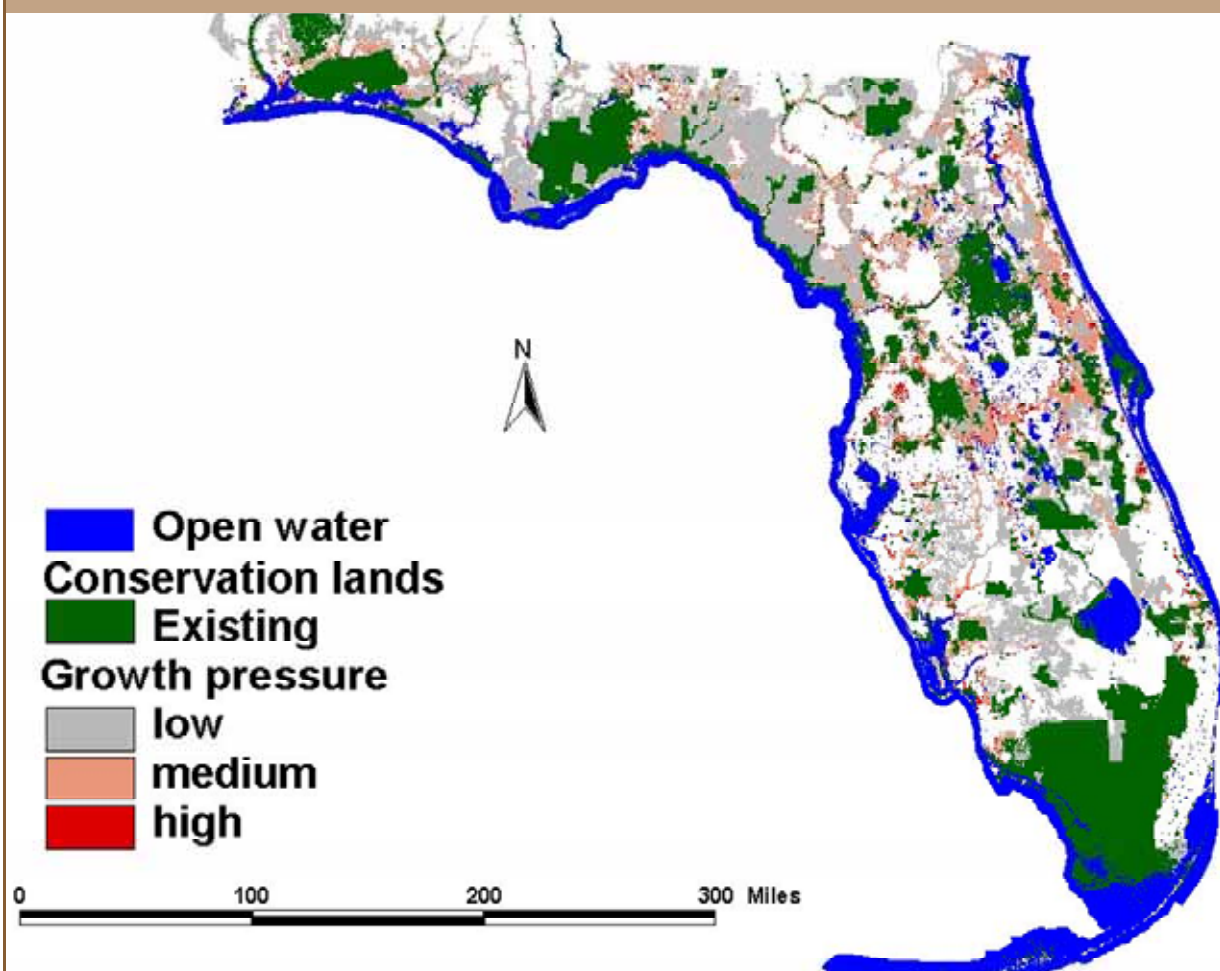 N
Open water
Conservation lands
Existing
Growth pressure
low
medium
high
0 100 200 300 Miles